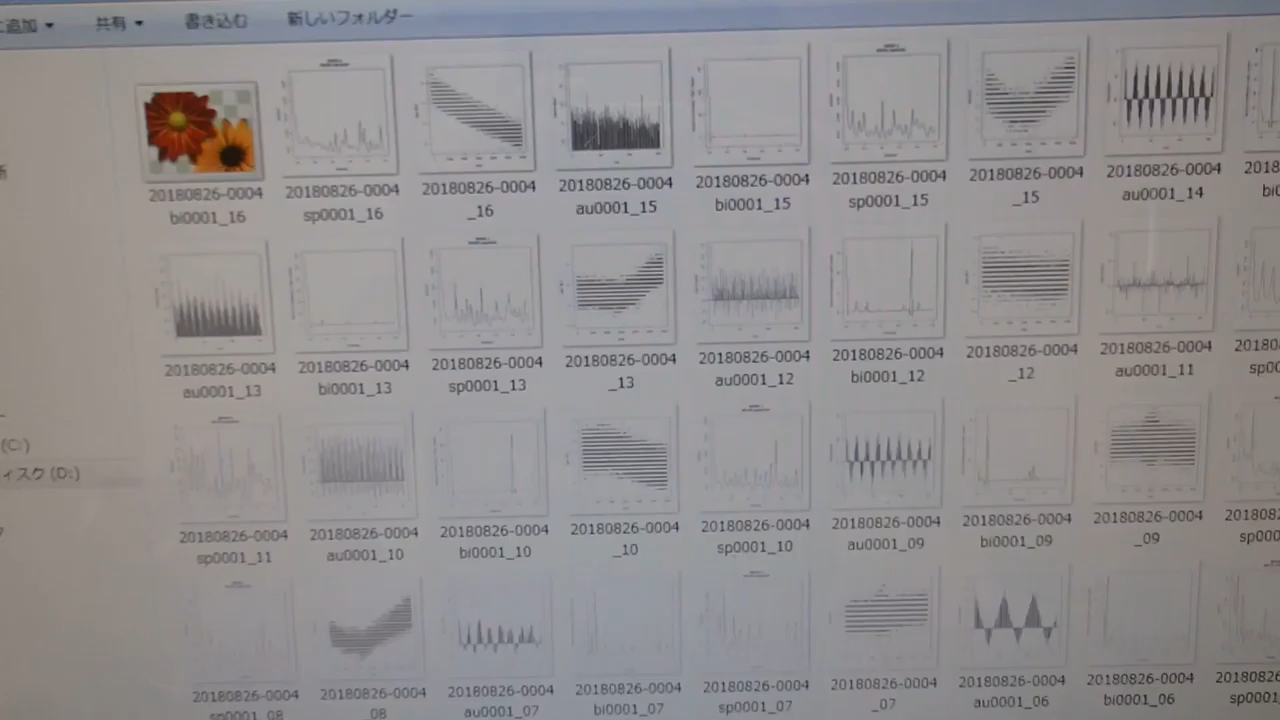 に追加 共有 書き込む 新しいフォルダー
20180826-0004
bi0001_16
20180826-0004
sp0001_16
20180826-0004
_16
20180826-0004
au0001_15
20180826-0004
bi0001_15
20180826-0004
sp0001_15
20180826-0004
_15
20180826-0004
au0001_14
20180826-0004
au0001_13
20180826-0004
bi0001_13
20180826-0004
sp0001_13
20180826-0004
_13
20180826-0004
au0001_12
20180826-0004
bi0001_12
20180826-0004
_12
20180826-0004
au0001_11
(C:)
ィスク (D:)
20180826-0004
sp0001_11
20180826-0004
au0001_10
20180826-0004
bi0001_10
20180826-0004
_10
20180826-0004
sp0001_10
20180826-0004
au0001_09
20180826-0004
bi0001_09
20180826-0004
_09
20180826-0004
sp0001_08
20180826-0004
_08
20180826-0004
au0001_07
20180826-0004
bi0001_07
20180826-0004
sp0001_07
20180826-0004
_07
20180826-0004
au0001_06
20180826-0004
bi0001_06